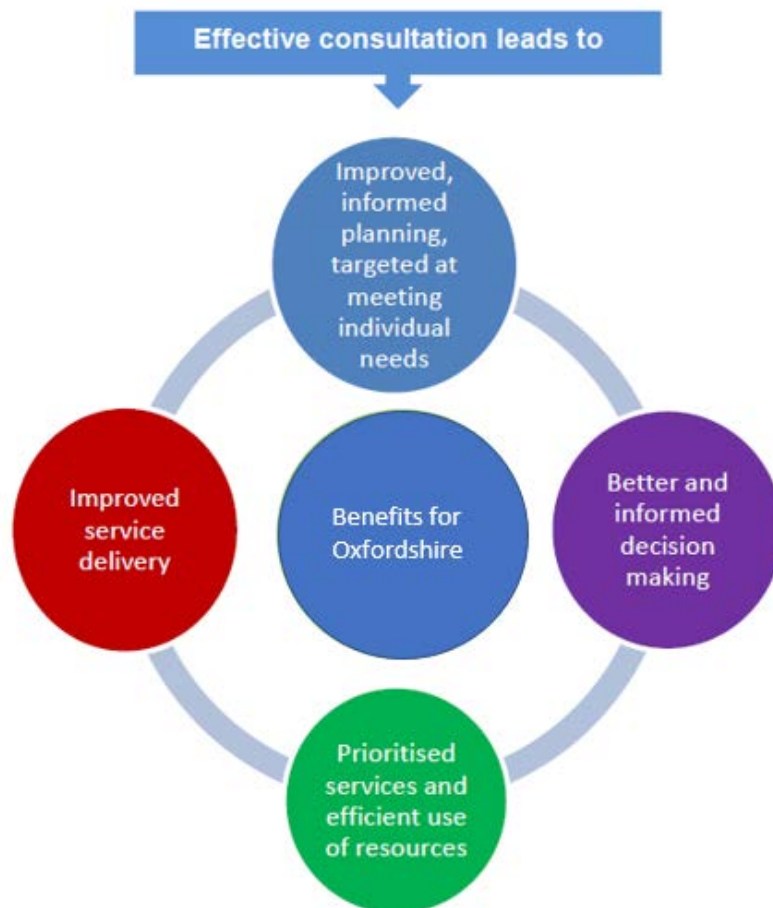 Effective consultation leads to
Improved,
informed
planning,
targeted at
meeting
individual
needs
Improved
service
delivery
Benefits for
Oxfordshire
Better and
informed
decision
making
Prioritised
services and
efficient use
of resources